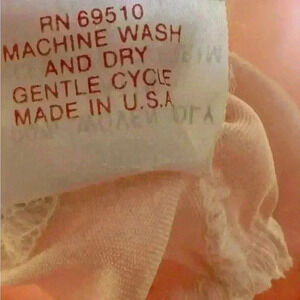 RN 69510
MACHINE WASH
AND DRY
GENTLE CYCLE
MADE IN U.S.A